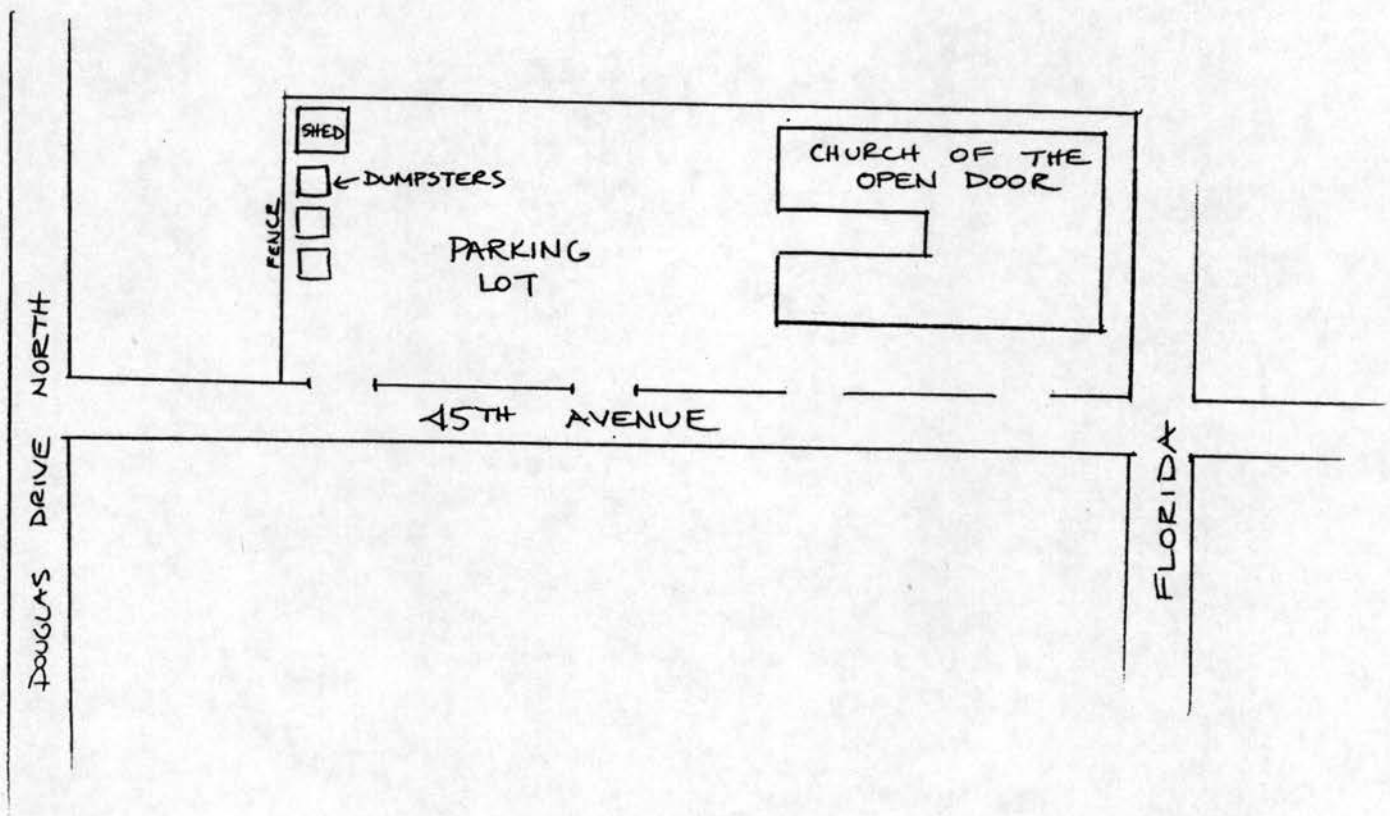 SHED
DUMPSTERS
CHURCH OF THE
OPEN DOOR
FENCE
PARKING
LOT
DOUGLAS DRIVE NORTH
45TH AVENUE
FLORIDA